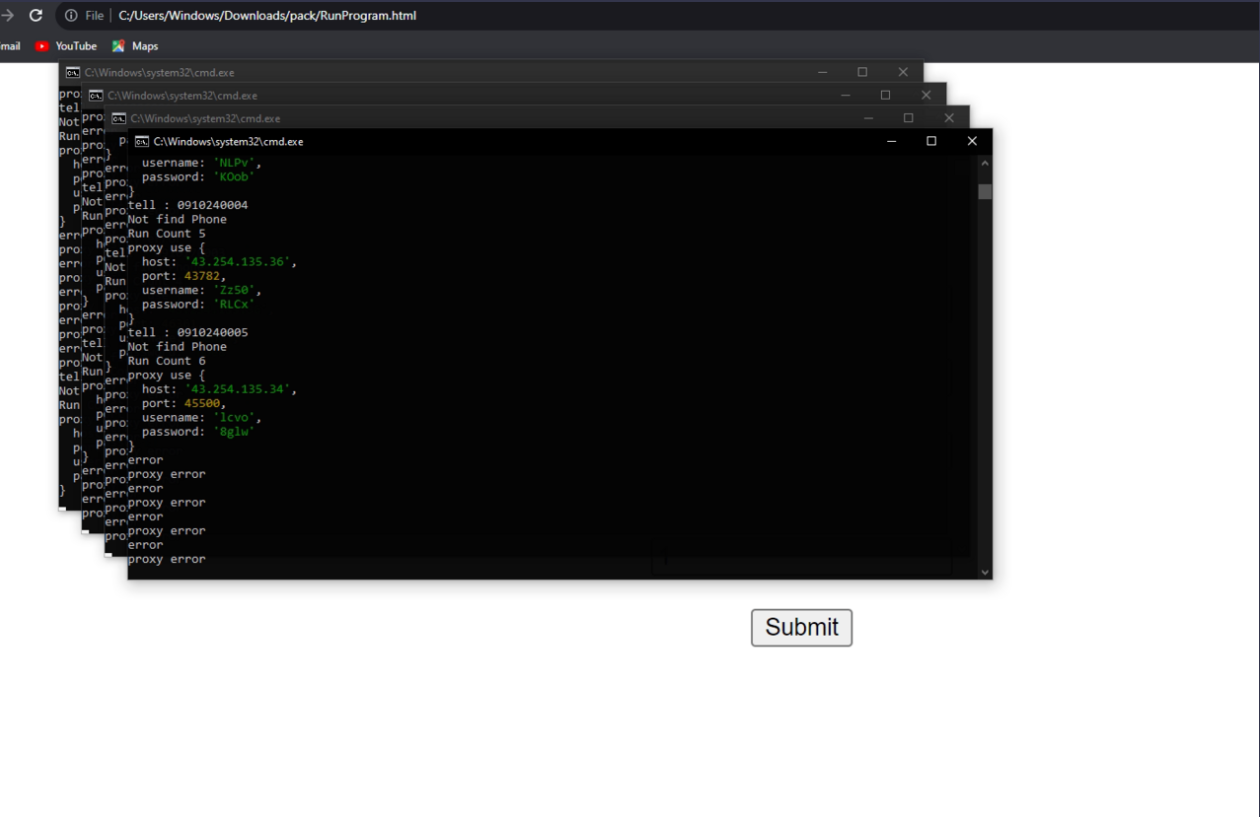 File | C:/Users/Windows/Downloads/pack/RunProgram.html
mail YouTube Maps
C:\Windows\system32\cmd.exe
C:\Windows\system32\cmd.exe
C:\Windows\system32\cmd.exe
C:\Windows\system32\cmd.exe
username: 'NLPv',
password: 'KOob'
}
tell : 0910240004
Not find Phone
Run Count 5
proxy use {
host: '43.254.135.36',
port: 43782,
username: 'Zz50',
password: 'RLCx'
}
tell : 0910240005
Not find Phone
Run Count 6
proxy use {
host: '43.254.135.34',
port: 45500,
username: 'lcvo',
password: '8glw'
}
error
proxy error
error
proxy error
error
proxy error
error
proxy error
Submit